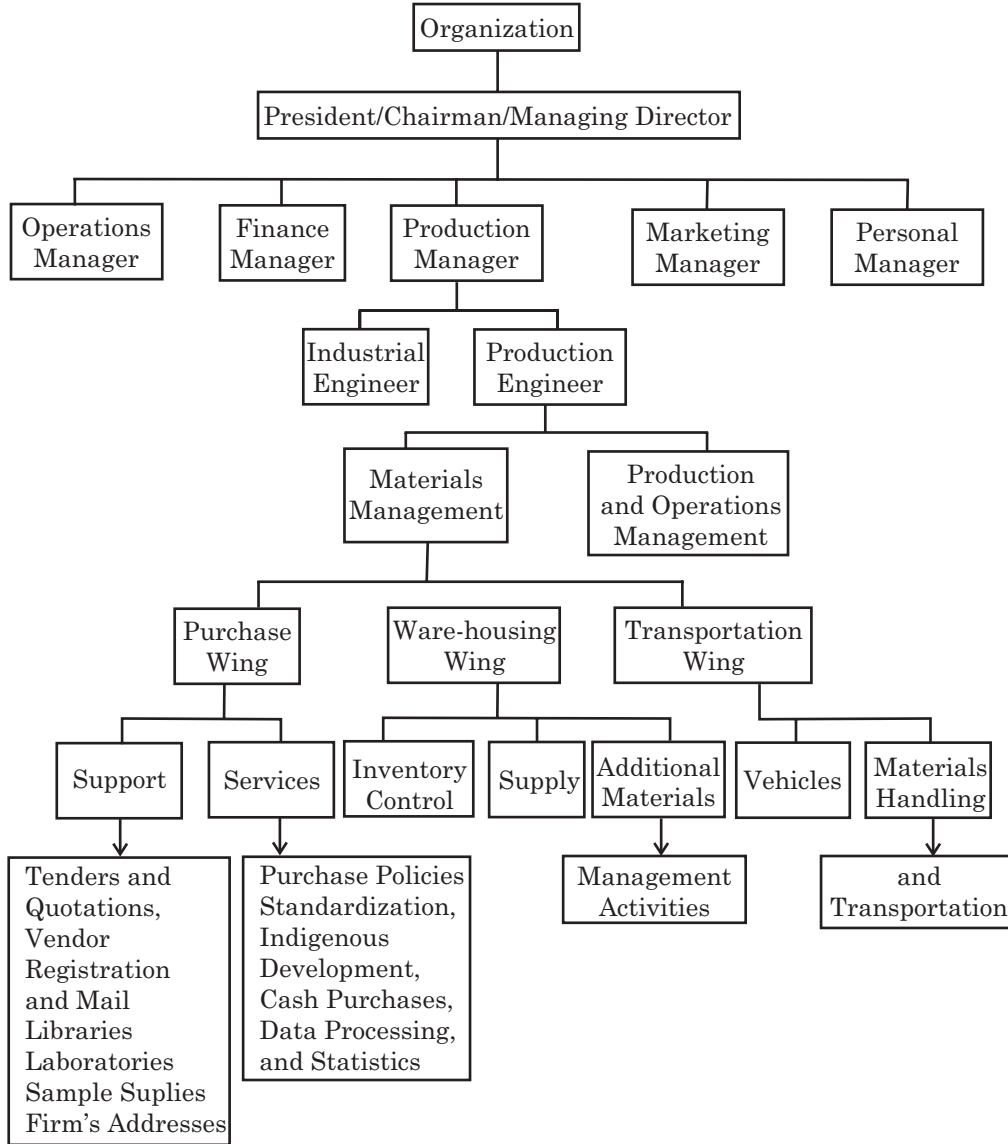 Organization
President/Chairman/Managing Director
Operations
Manager
Finance
Manager
Production
Manager
Marketing
Manager
Personal
Manager
Industrial
Engineer
Production
Engineer
Materials
Management
Production
and Operations
Management
Purchase
Wing
Ware-housing
Wing
Transportation
Wing
Support
Services
Inventory
Control
Supply
Additional
Materials
Vehicles
Materials
Handling
Tenders and
Quotations,
Vendor
Registration
and Mail
Libraries
Laboratories
Sample Suplies
Firm's Addresses
Purchase Policies
Standardization,
Indigenous
Development,
Cash Purchases,
Data Processing,
and Statistics
Management
Activities
and
Transportation